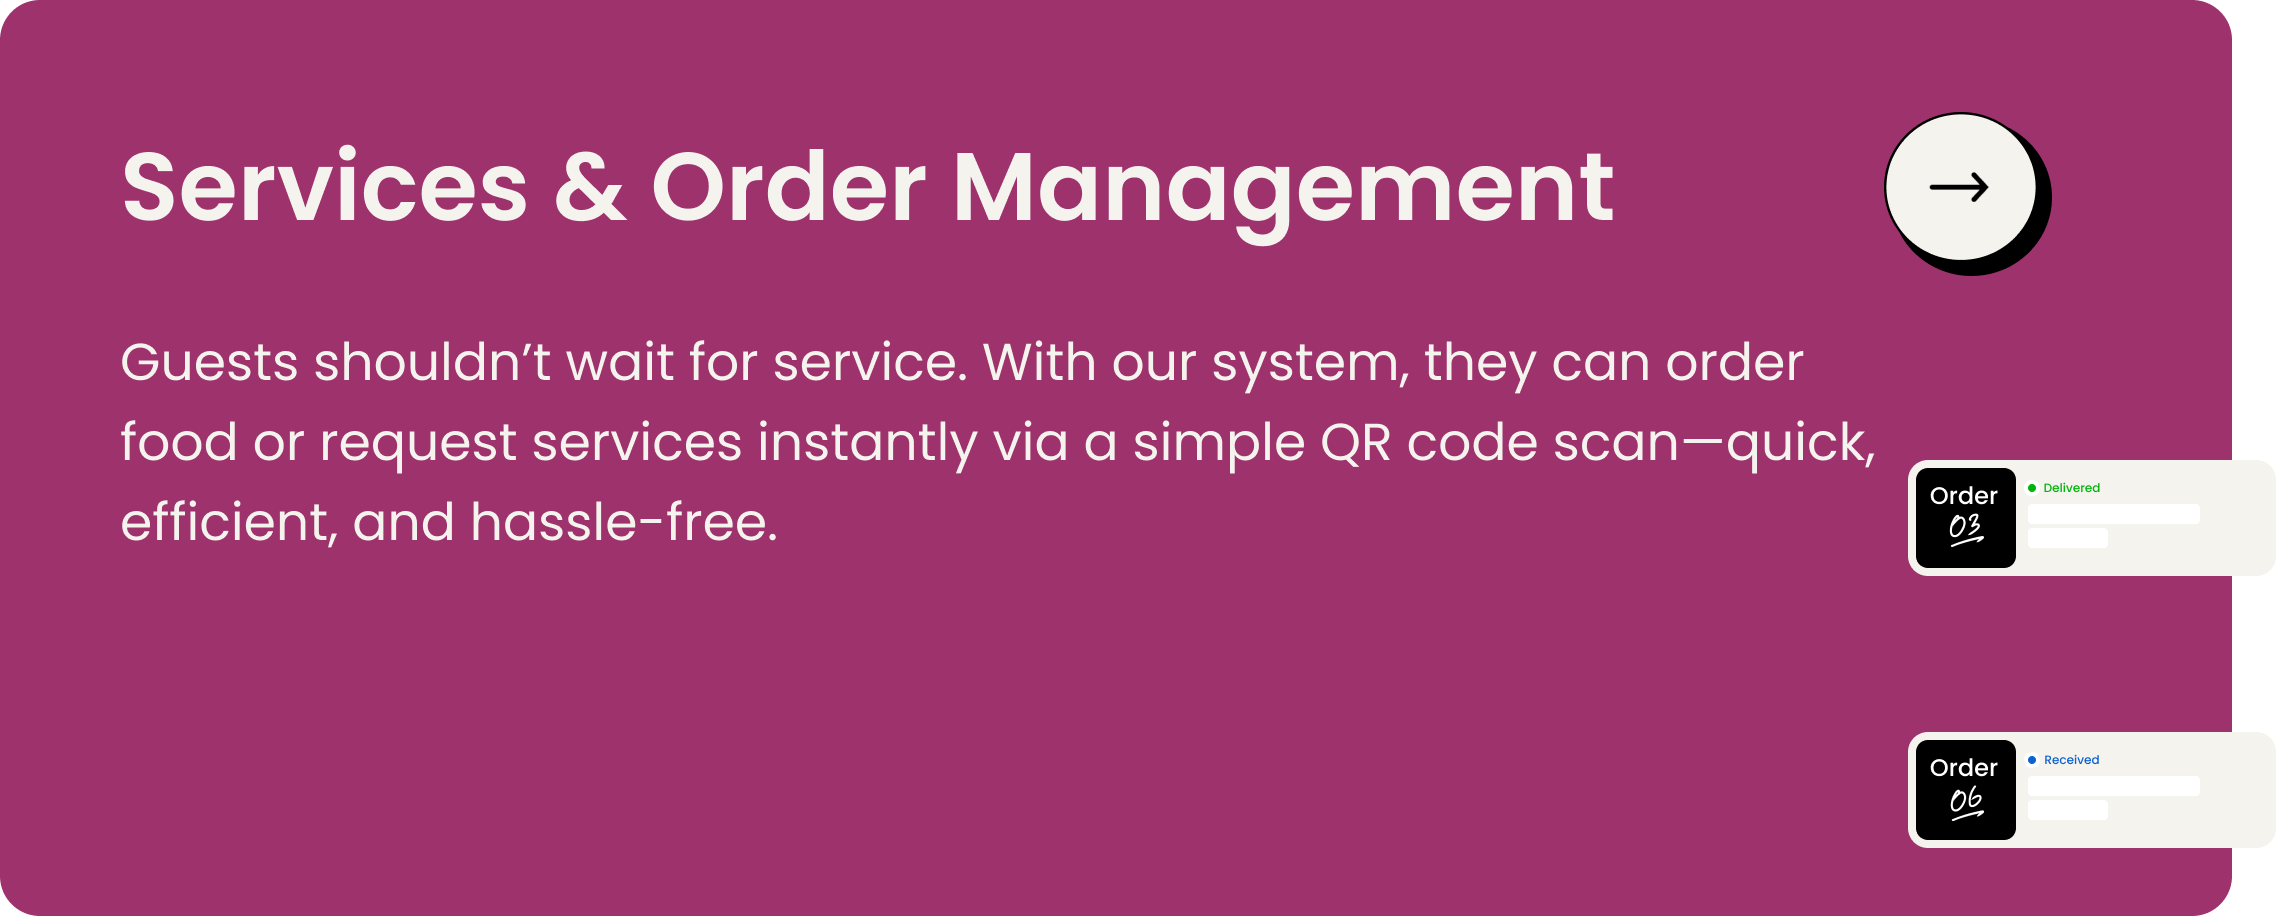 Services & Order Management
Guests shouldn’t wait for service. With our system, they can order
food or request services instantly via a simple QR code scan—quick,
efficient, and hassle-free.
Order
03
Delivered
Order
06
Received